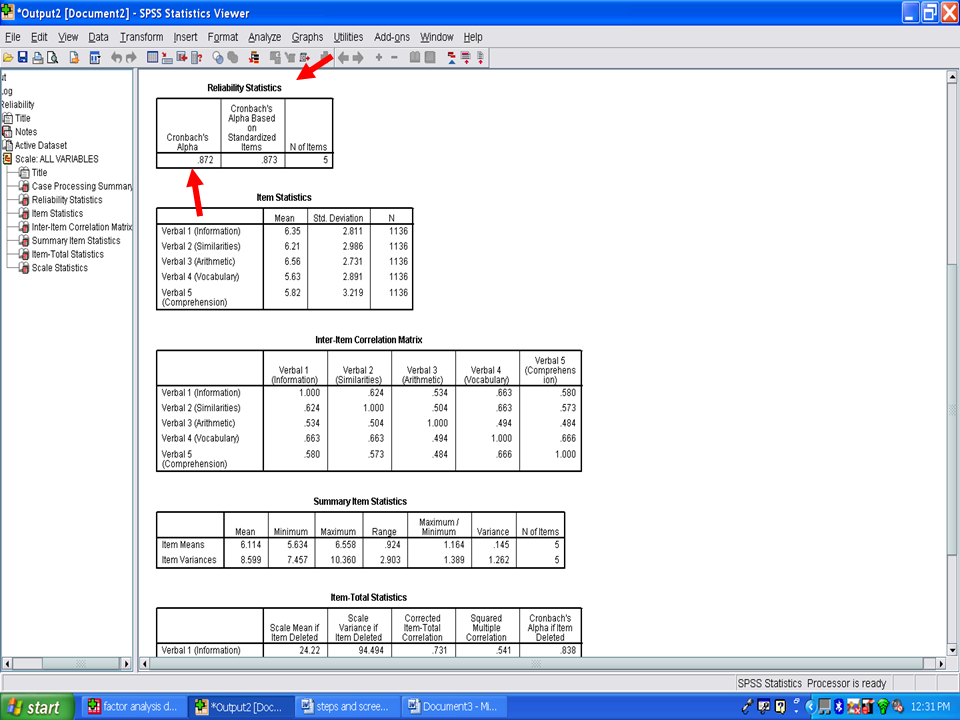 *Output2 [Document2] - SPSS Statistics Viewer
File Edit View Data Transform Insert Format Analyze Graphs Utilities Add-ons Window Help
ut
Log
Reliability
Title
Notes
Active Dataset
Scale: ALL VARIABLES
Title
Case Processing Summary
Reliability Statistics
Item Statistics
Inter-Item Correlation Matrix
Summary Item Statistics
Item-Total Statistics
Scale Statistics
Reliability Statistics
Cronbach's
Alpha
Cronbach's
Alpha Based
on
Standardized
Items
N of Items
.872 .873 5
Item Statistics
Mean Std. Deviation N
Verbal 1 (Information) 6.35 2.811 1136
Verbal 2 (Similarities) 6.21 2.986 1136
Verbal 3 (Arithmetic) 6.56 2.731 1136
Verbal 4 (Vocabulary) 5.63 2.891 1136
Verbal 5 5.82 3.219 1136
(Comprehension)
Inter-Item Correlation Matrix
Verbal 1
(Information)
Verbal 2
(Similarities)
Verbal 3
(Arithmetic)
Verbal 4
(Vocabulary)
Verbal 5
(Comprehens
ion)
Verbal 1 (Information) 1.000 .624 .534 .663 .580
Verbal 2 (Similarities) .624 1.000 .504 .663 .573
Verbal 3 (Arithmetic) .534 .504 1.000 .494 .484
Verbal 4 (Vocabulary) .663 .663 .494 1.000 .666
Verbal 5 .580 .573 .484 .666 1.000
(Comprehension)
Summary Item Statistics
Mean Minimum Maximum Range
Maximum /
Minimum
Variance N of Items
Item Means 6.114 5.634 6.558 .924 1.164 .145 5
Item Variances 8.599 7.457 10.360 2.903 1.389 1.262 5
Item-Total Statistics
Scale Mean if
Item Deleted
Scale
Variance if
Item Deleted
Corrected
Item-Total
Correlation
Squared
Multiple
Correlation
Cronbach's
Alpha if Item
Deleted
Verbal 1 (Information) 24.22 94.494 .731 .541 .838
SPSS Statistics Processor is ready
start factor analysis d... *Output2 [Doc... steps and scree... Document3 - Mi... 12:31 PM